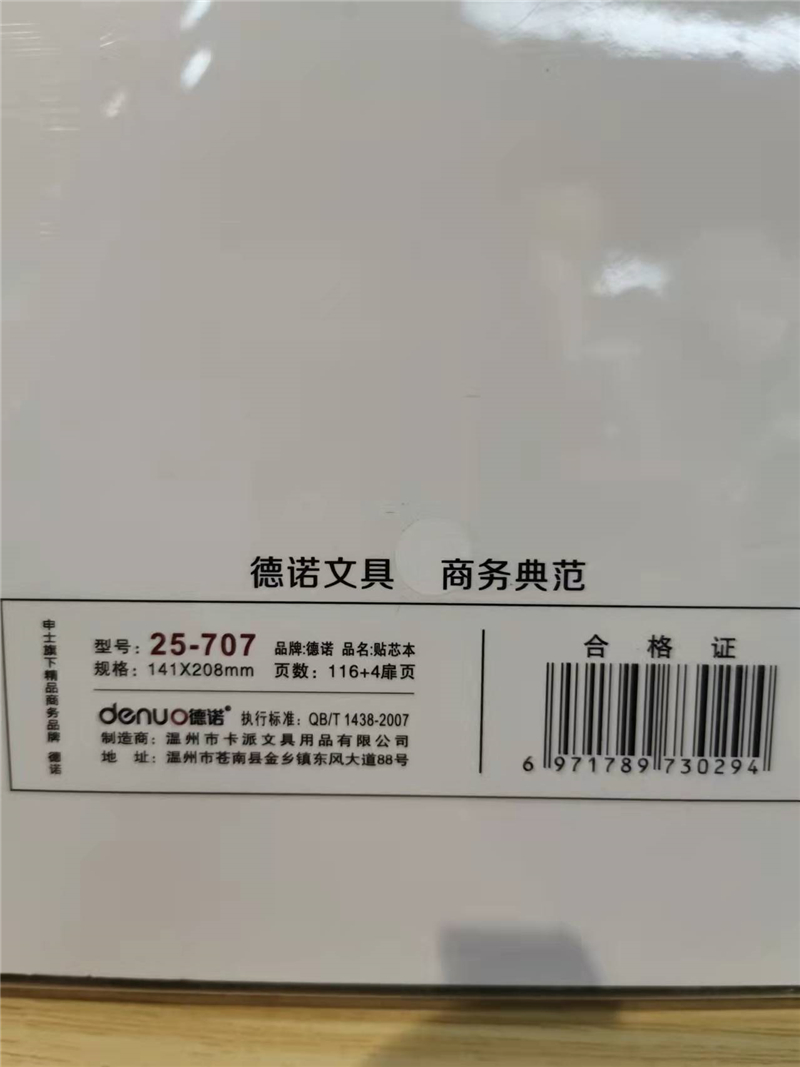 德诺文具 商务典范
申士旗下精品商务品牌 德诺
型号：25-707 品牌：德诺 品名：贴芯本
规格：141X208mm 页数：116+4扉页
denuo德诺® 执行标准：QB/T 1438-2007
制造商：温州市卡派文具用品有限公司
地 址：温州市苍南县金乡镇东风大道88号
合格证
6 971789 730294